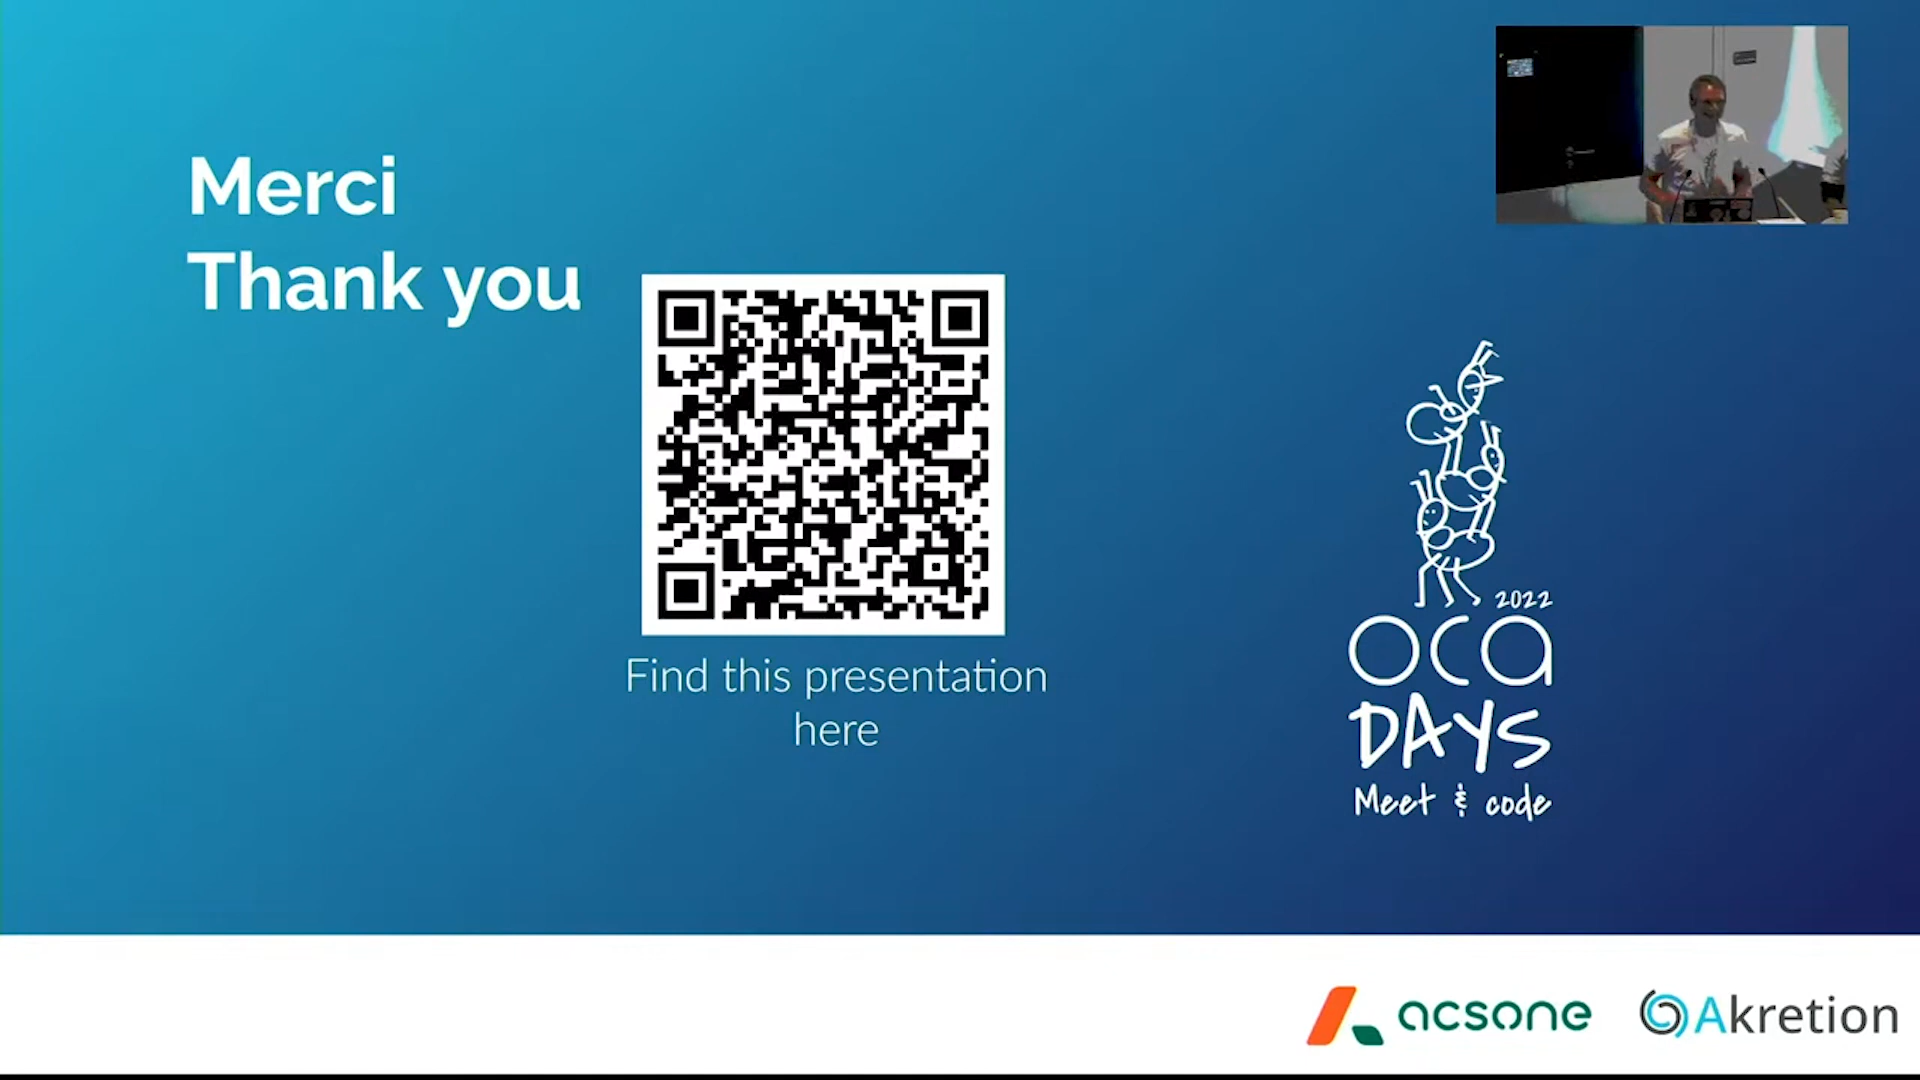 Merci
Thank you
Find this presentation
here
2022
oca
DAYS
Meet & code
acsone
Akretion